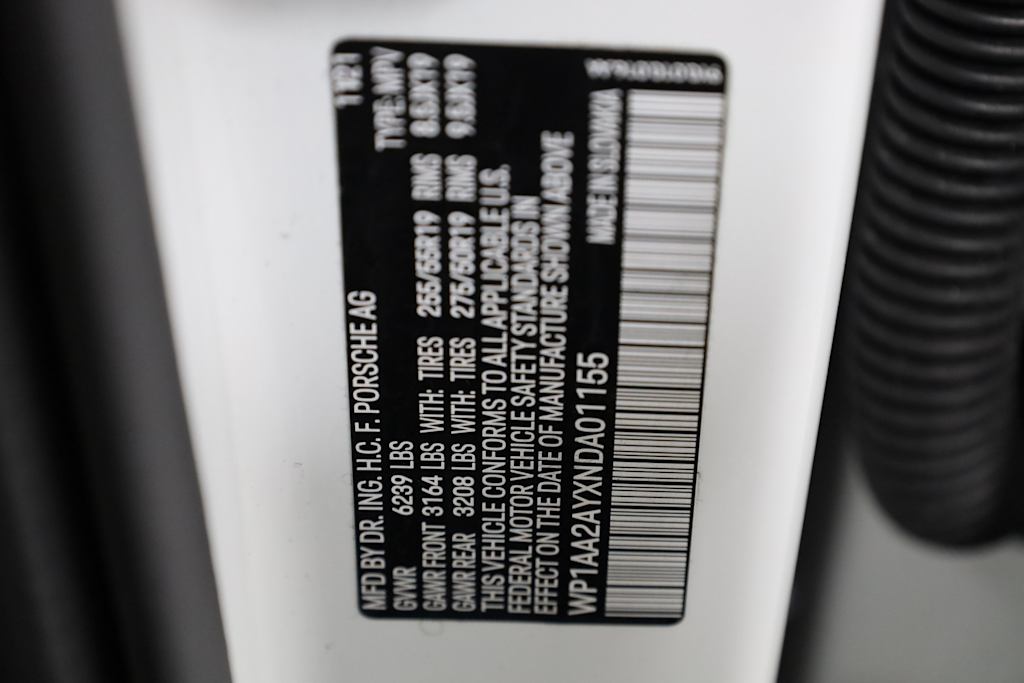 MFD BY DR. ING. H.C. F. PORSCHE AG 11/21
GVWR 6239 LBS TYPE: MPV
GAWR FRONT 3164 LBS WITH: TIRES 255/55R19 RIMS 8.5JX19
GAWR REAR 3208 LBS WITH: TIRES 275/50R19 RIMS 9.5JX19
THIS VEHICLE CONFORMS TO ALL APPLICABLE U.S.
FEDERAL MOTOR VEHICLE SAFETY STANDARDS IN
EFFECT ON THE DATE OF MANUFACTURE SHOWN ABOVE
WP1AA2AYXNDA01155 MADE IN SLOVAKIA